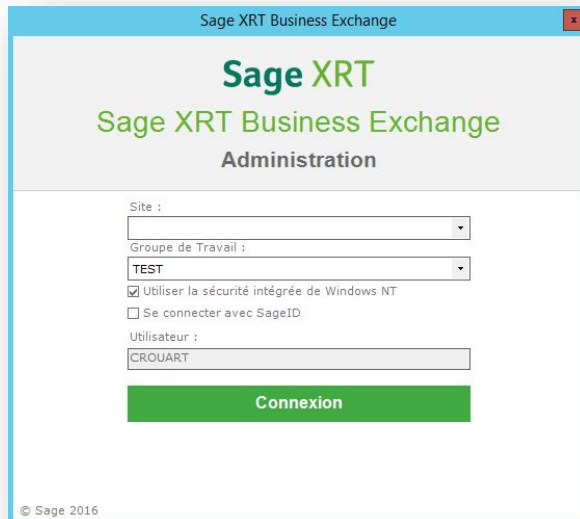 Sage XRT Business Exchange
x
Sage XRT
Sage XRT Business Exchange
Administration
Site :
Groupe de Travail :
TEST
Utiliser la sécurité intégrée de Windows NT
Se connecter avec SageID
Utilisateur :
CROUART
Connexion
© Sage 2016